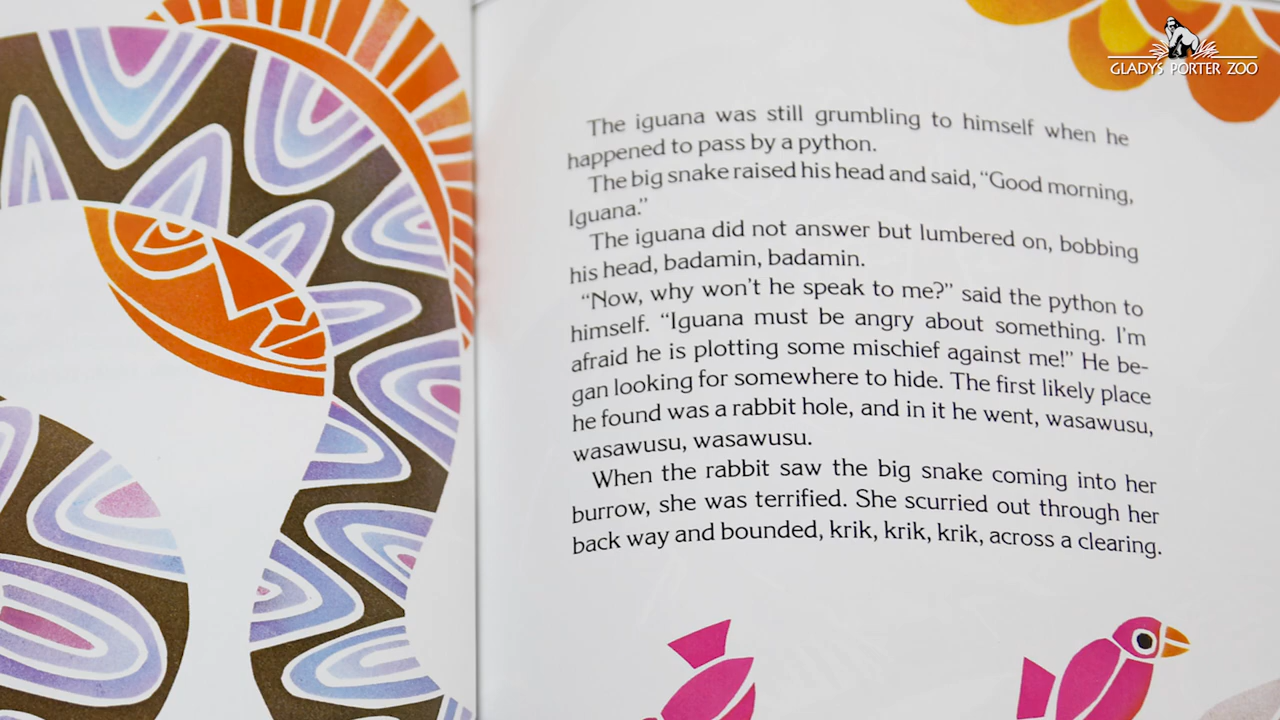 GLADYS PORTER ZOO
The iguana was still grumbling to himself when he
happened to pass by a python.
The big snake raised his head and said, “Good morning,
Iguana.”
The iguana did not answer but lumbered on, bobbing
his head, badamin, badamin.
“Now, why won't he speak to me?” said the python to
himself. “Iguana must be angry about something. I'm
afraid he is plotting some mischief against me!” He be-
gan looking for somewhere to hide. The first likely place
he found was a rabbit hole, and in it he went, wasawusu,
wasawusu, wasawusu.
When the rabbit saw the big snake coming into her
burrow, she was terrified. She scurried out through her
back way and bounded, krik, krik, krik, across a clearing.